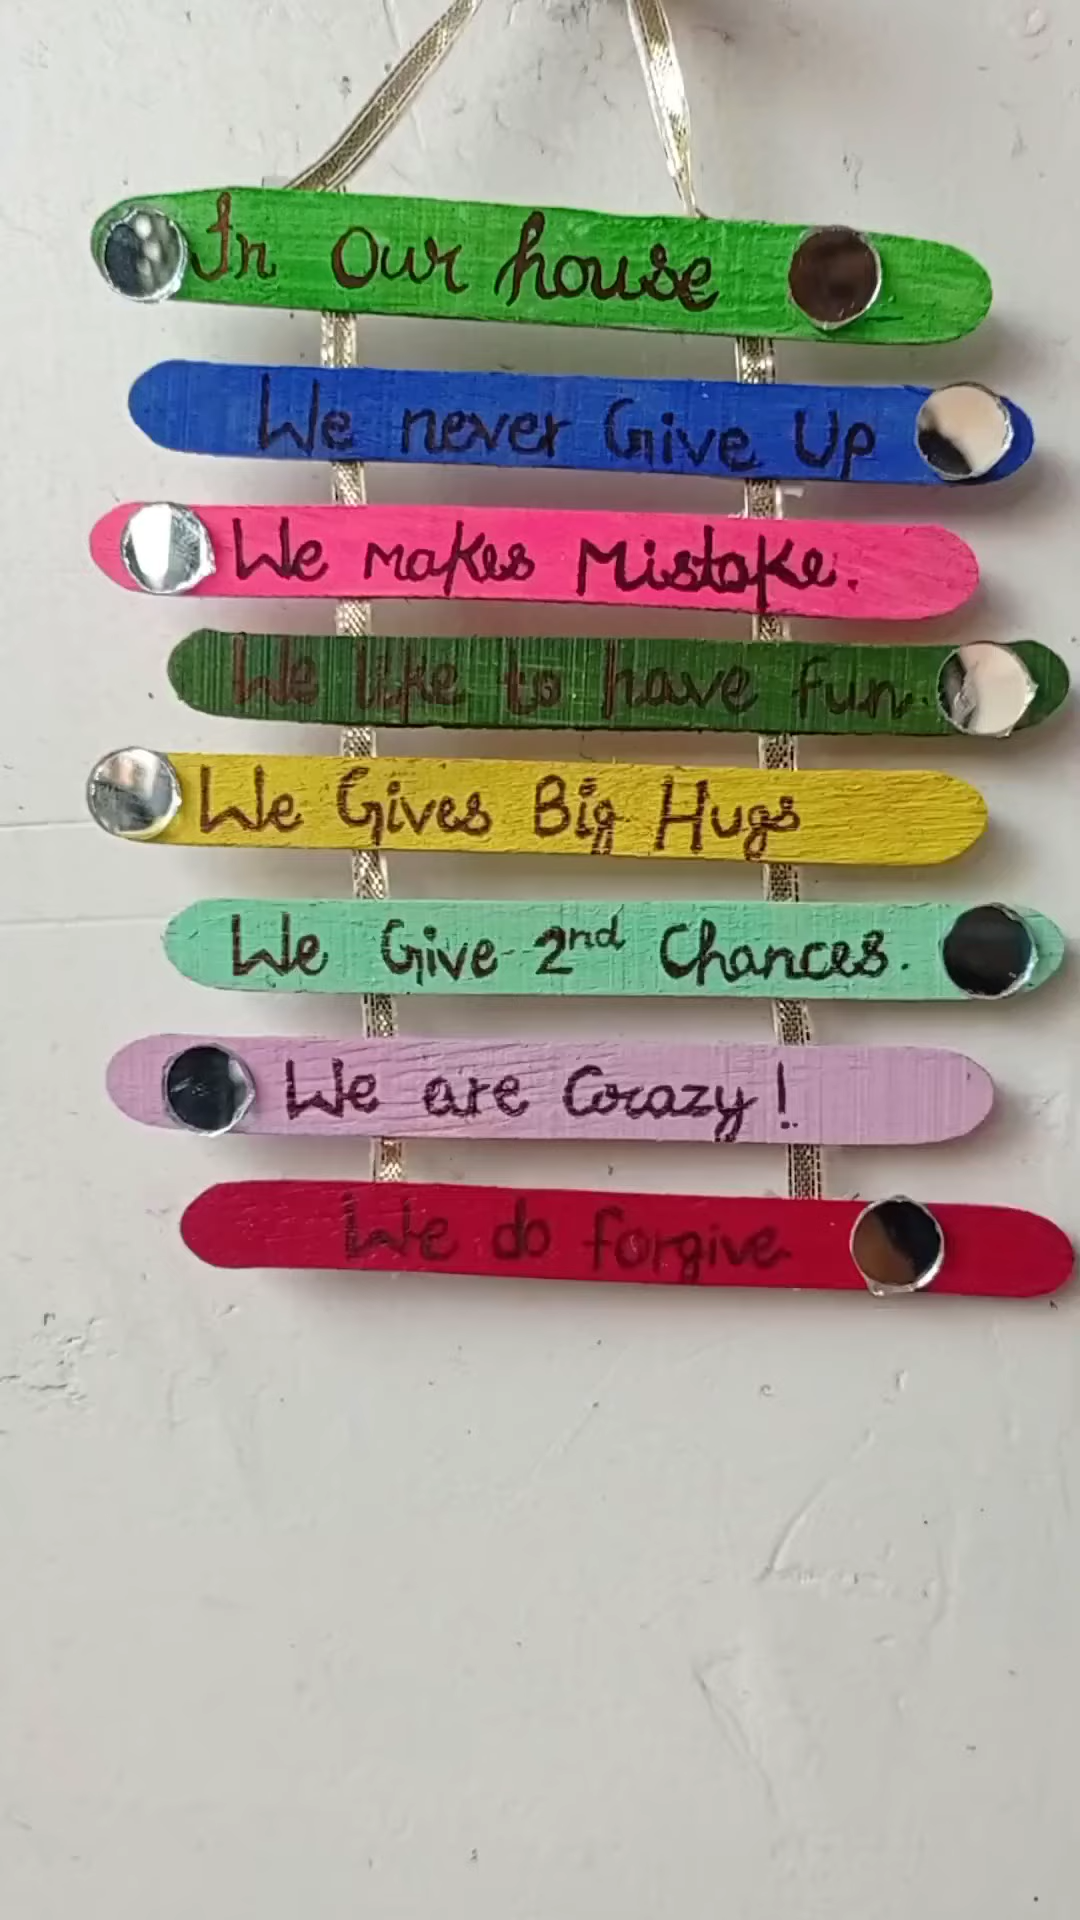 In Our house
We never Give Up
We makes Mistake.
We like to have fun.
We Gives Big Hugs
We Give 2nd Chances.
We are Crazy!
We do forgive